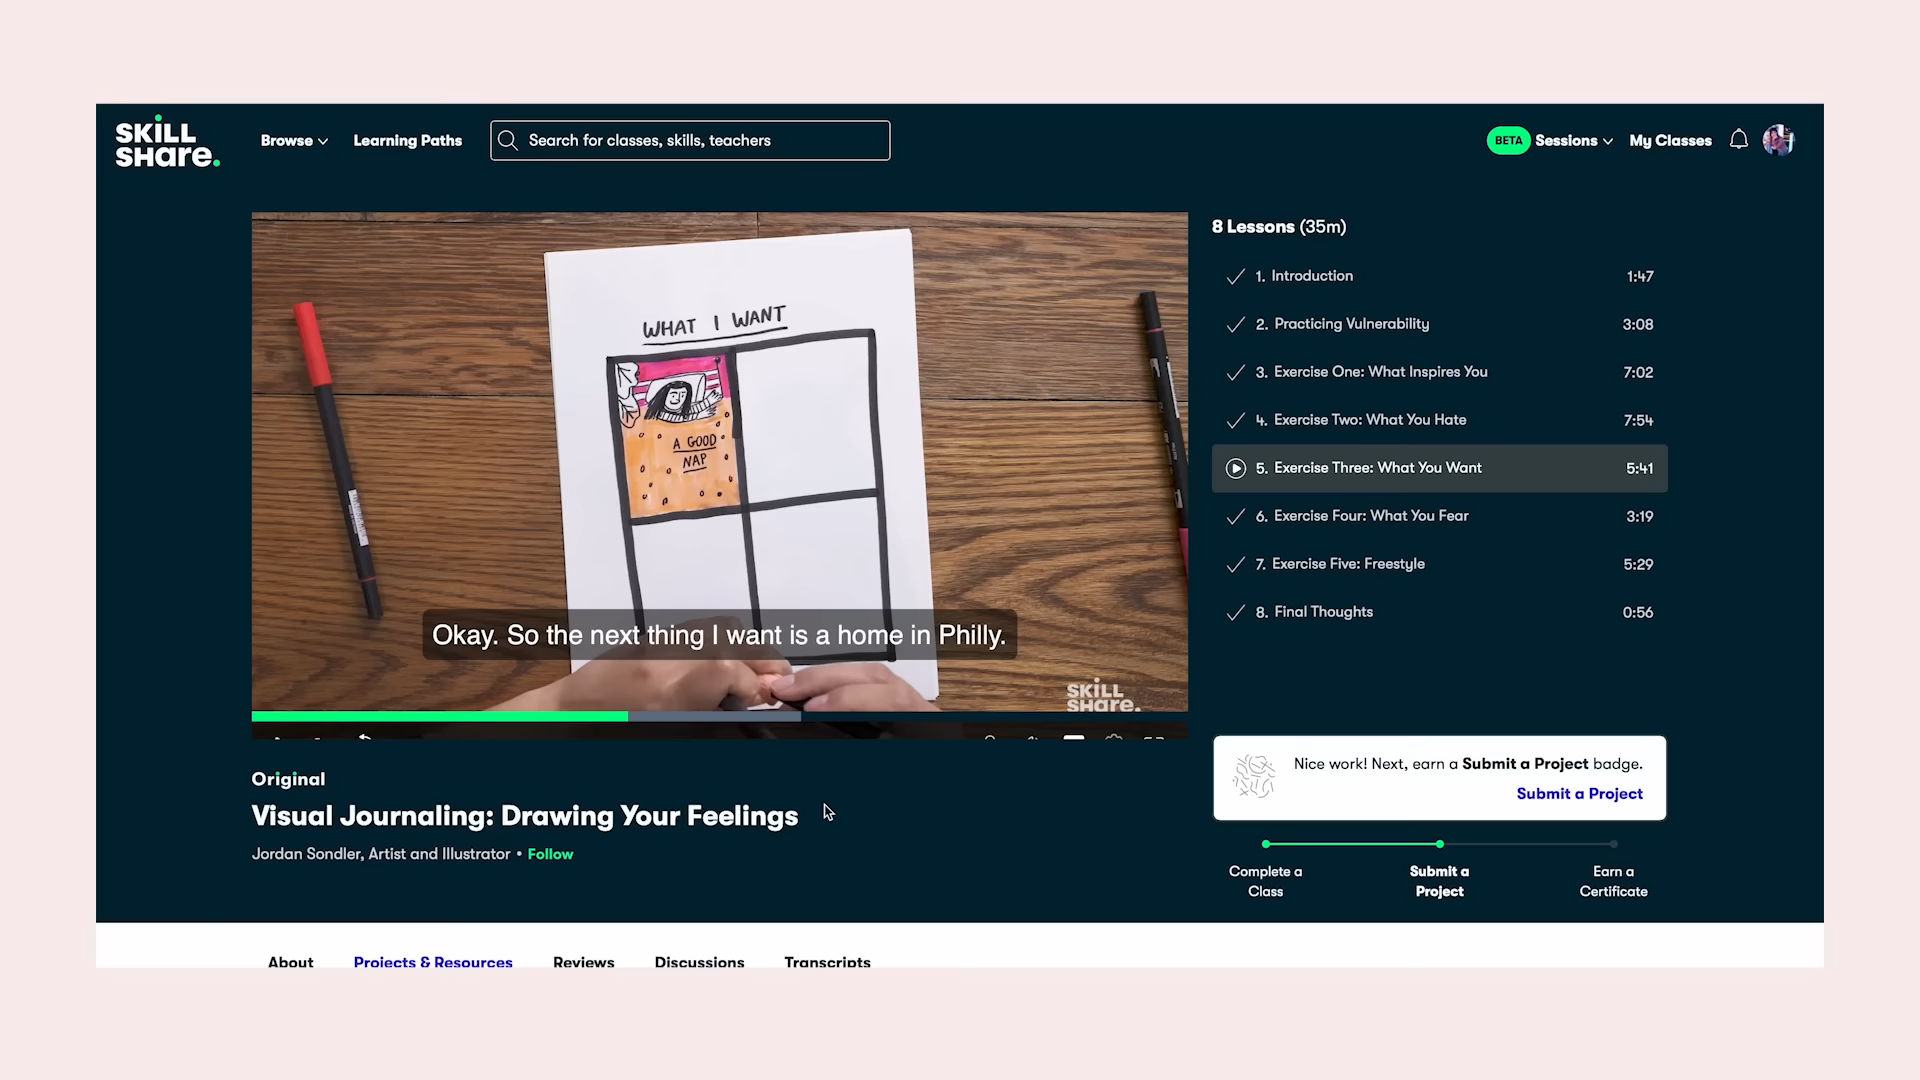 SKILL
SHARE.
Browse
Learning Paths
Search for classes, skills, teachers
BETA
Sessions
My Classes
WHAT I WANT
A GOOD
NAP
Okay. So the next thing I want is a home in Philly.
SKILL
SHARE.
8 Lessons (35m)
1. Introduction 1:47
2. Practicing Vulnerability 3:08
3. Exercise One: What Inspires You 7:02
4. Exercise Two: What You Hate 7:54
5. Exercise Three: What You Want 5:41
6. Exercise Four: What You Fear 3:19
7. Exercise Five: Freestyle 5:29
8. Final Thoughts 0:56
Nice work! Next, earn a Submit a Project badge.
Submit a Project
Complete a
Class
Submit a
Project
Earn a
Certificate
Original
Visual Journaling: Drawing Your Feelings
Jordan Sondler, Artist and Illustrator • Follow
About
Projects & Resources
Reviews
Discussions
Transcripts